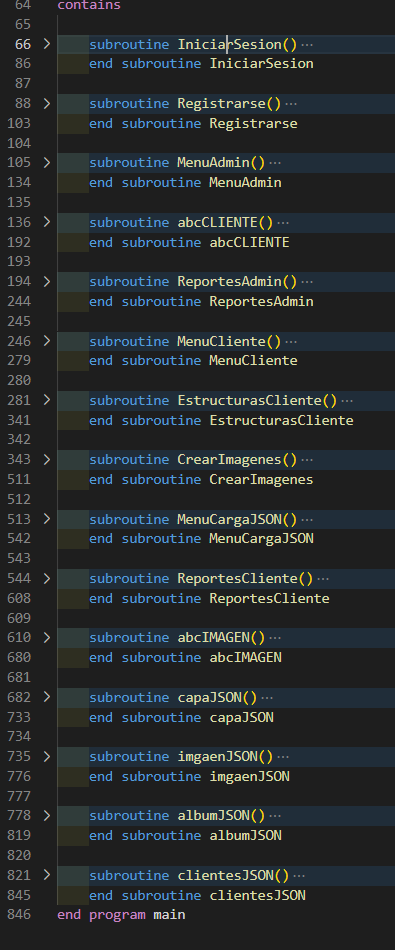 64 contains
65
66 > subroutine IniciarSesion() ···
86 end subroutine IniciarSesion
87
88 > subroutine Registrarse() ···
103 end subroutine Registrarse
104
105 > subroutine MenuAdmin() ···
134 end subroutine MenuAdmin
135
136 > subroutine abcCLIENTE() ···
192 end subroutine abcCLIENTE
193
194 > subroutine ReportesAdmin() ···
244 end subroutine ReportesAdmin
245
246 > subroutine MenuCliente() ···
279 end subroutine MenuCliente
280
281 > subroutine EstructurasCliente() ···
341 end subroutine EstructurasCliente
342
343 > subroutine CrearImagenes() ···
511 end subroutine CrearImagenes
512
513 > subroutine MenuCargaJSON() ···
542 end subroutine MenuCargaJSON
543
544 > subroutine ReportesCliente() ···
608 end subroutine ReportesCliente
609
610 > subroutine abcIMAGEN() ···
680 end subroutine abcIMAGEN
681
682 > subroutine capaJSON() ···
733 end subroutine capaJSON
734
735 > subroutine imgaenJSON() ···
776 end subroutine imgaenJSON
777
778 > subroutine albumJSON() ···
819 end subroutine albumJSON
820
821 > subroutine clientesJSON() ···
845 end subroutine clientesJSON
846 end program main